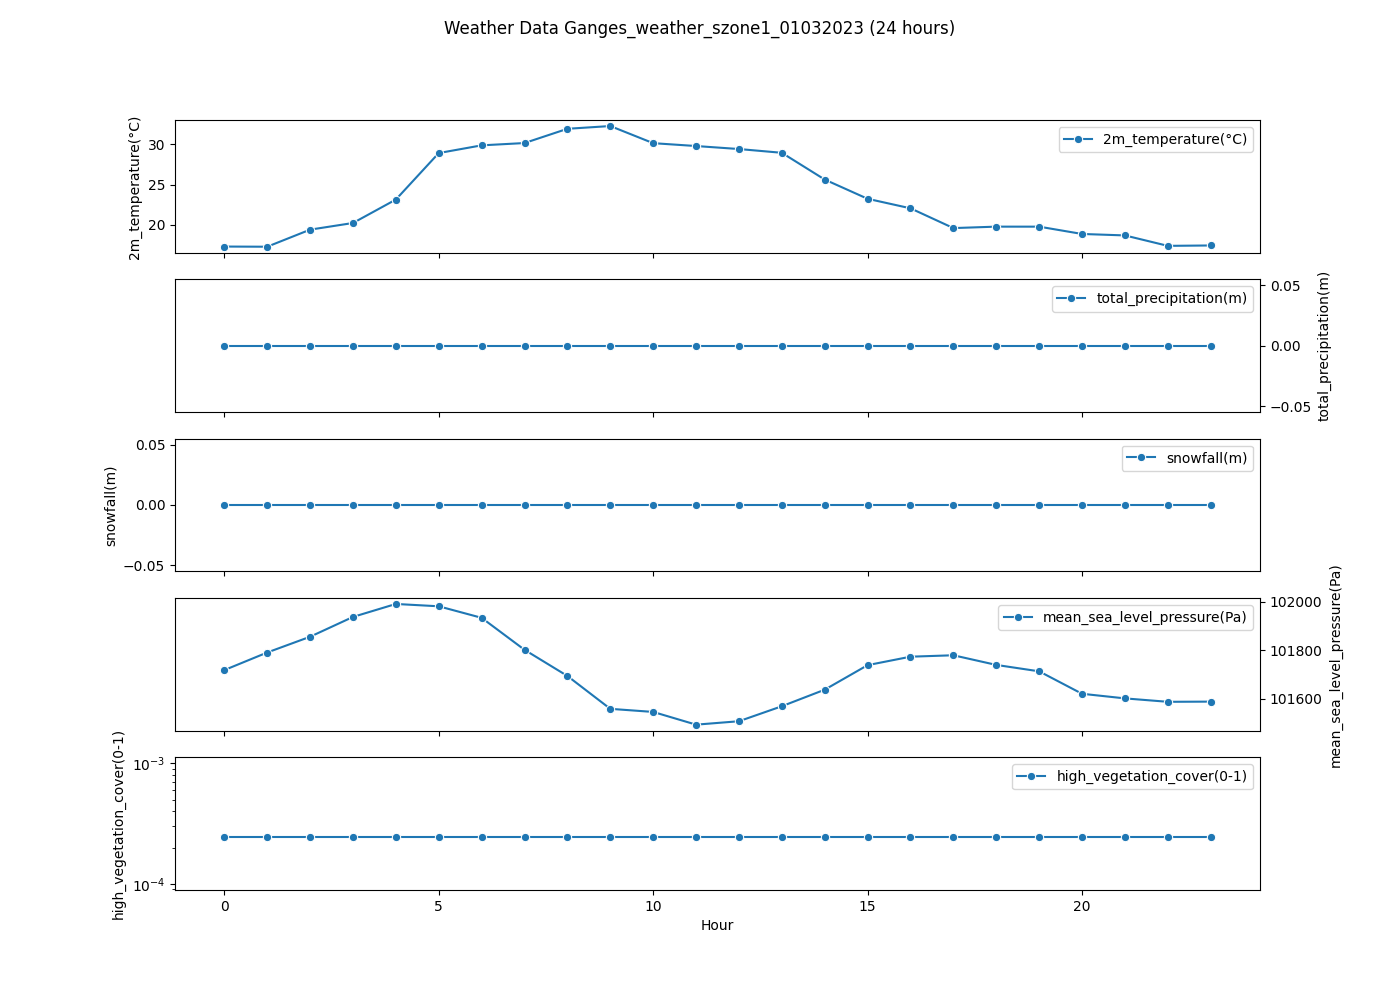 Weather Data Ganges_weather_szone1_01032023 (24 hours)
2m_temperature(°C)
30
25
20
2m_temperature(°C)
total_precipitation(m)
0.05
0.00
−0.05
total_precipitation(m)
snowfall(m)
0.05
0.00
−0.05
snowfall(m)
mean_sea_level_pressure(Pa)
102000
101800
101600
mean_sea_level_pressure(Pa)
high_vegetation_cover(0-1)
10⁻³
10⁻⁴
high_vegetation_cover(0-1)
0 5 10 15 20
Hour